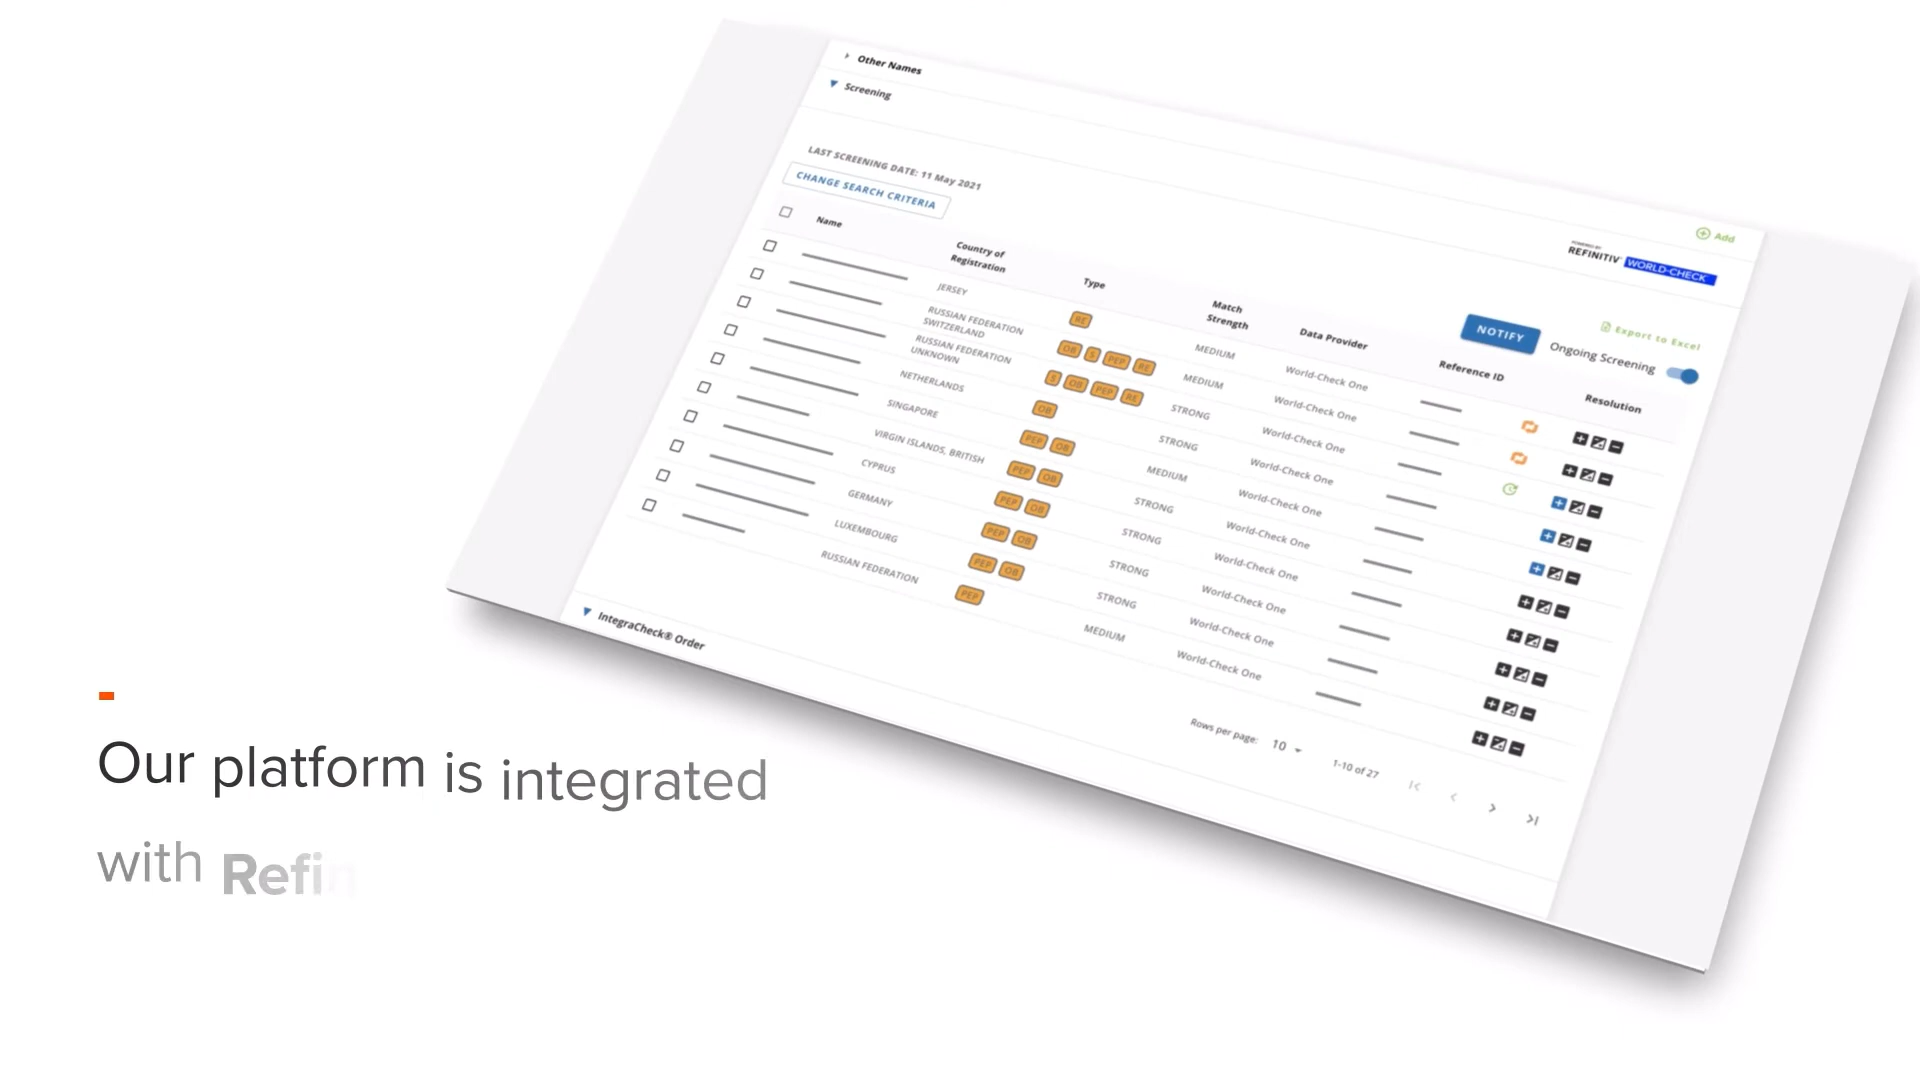 Other Names
Screening
LAST SCREENING DATE: 11 May 2021
CHANGE SEARCH CRITERIA
Add
POWERED BY
REFINITIV WORLD-CHECK
NOTIFY
Export to Excel
Ongoing Screening
Name Country of Registration Type Match Strength Data Provider Reference ID Resolution
JERSEY RE MEDIUM World-Check One
RUSSIAN FEDERATION SWITZERLAND OB S PEP RE MEDIUM World-Check One
RUSSIAN FEDERATION UNKNOWN S OB PEP RE STRONG World-Check One
NETHERLANDS OB STRONG World-Check One
SINGAPORE PEP OB MEDIUM World-Check One
VIRGIN ISLANDS, BRITISH PEP OB STRONG World-Check One
CYPRUS PEP OB STRONG World-Check One
GERMANY PEP OB STRONG World-Check One
LUXEMBOURG PEP OB STRONG World-Check One
RUSSIAN FEDERATION PEP MEDIUM World-Check One
Rows per page: 10 1-10 of 27
IntegraCheck® Order
Our platform is integrated
with Refin